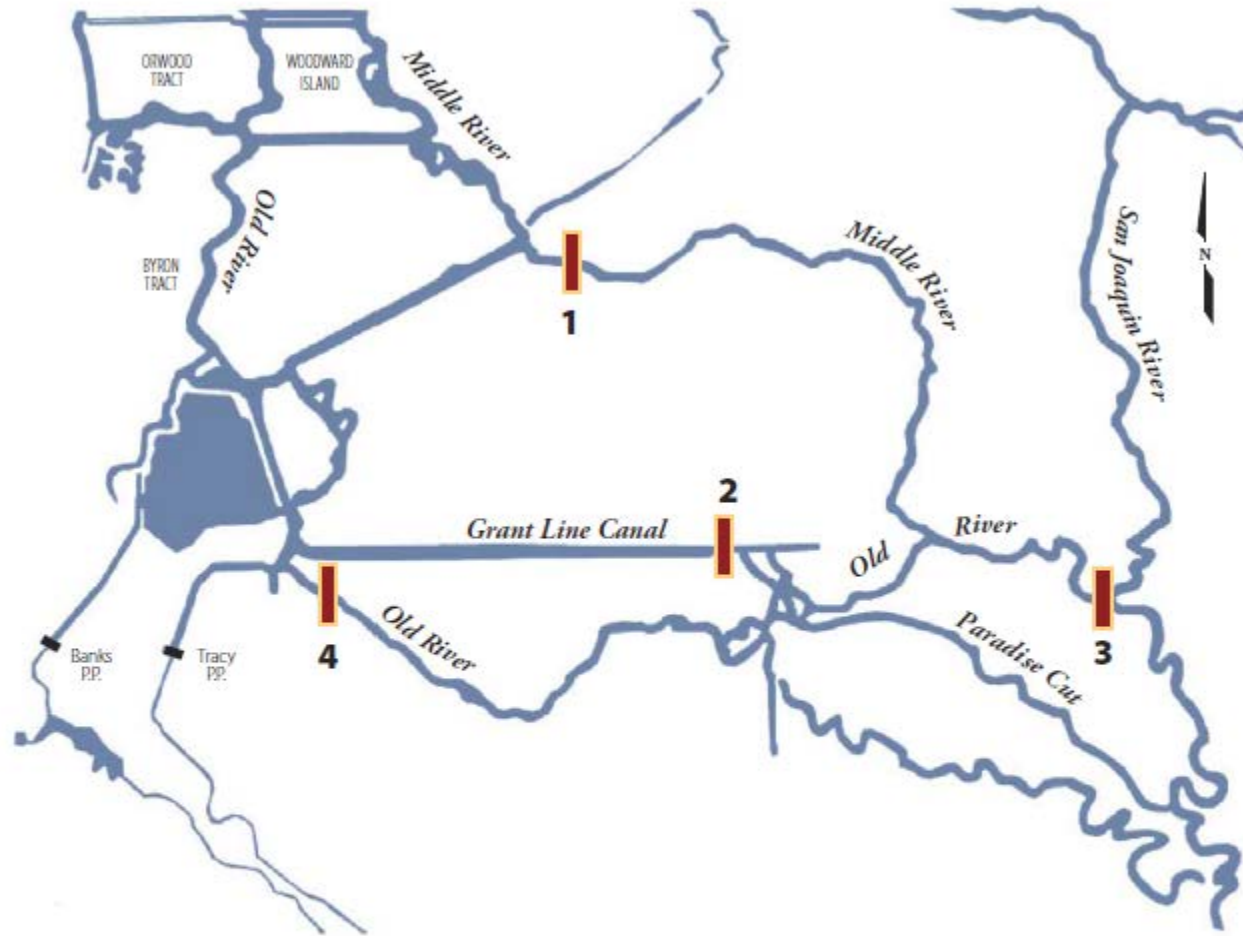 ORWOOD
TRACT
WOODWARD
ISLAND
Middle River
Old River
BYRON
TRACT
1
Middle River
San Joaquin River
N
2
Grant Line Canal
Old
River
3
Paradise Cut
4
Old River
Banks
P.P.
Tracy
P.P.